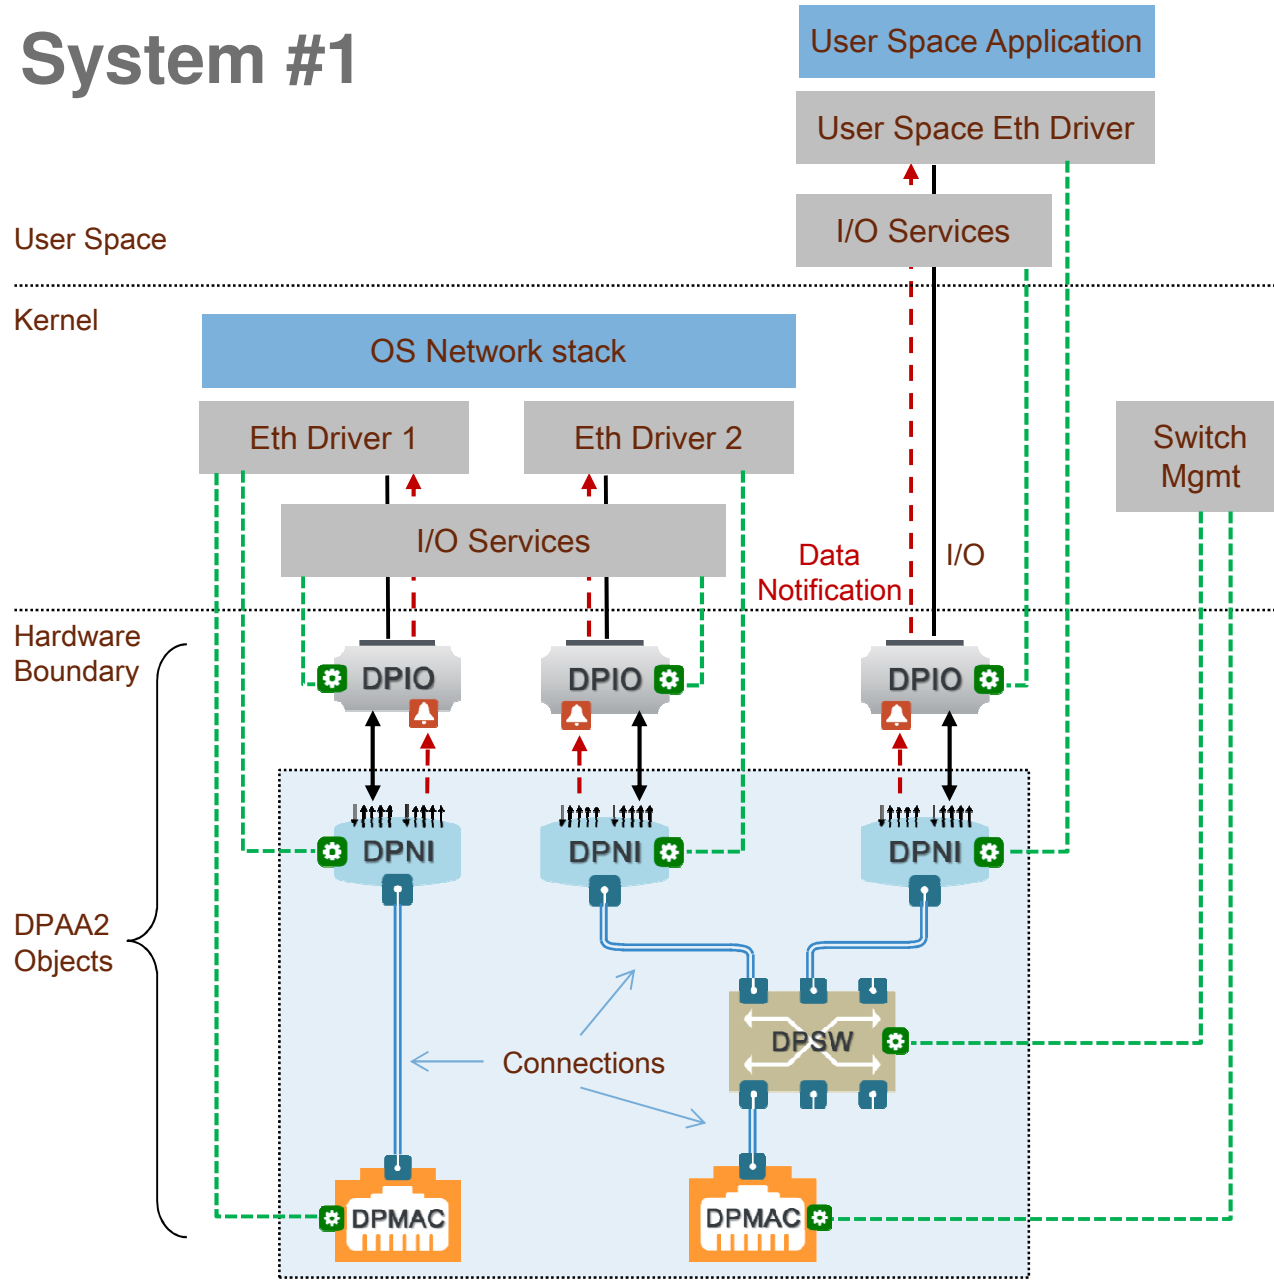 System #1
User Space Application
User Space Eth Driver
I/O Services
User Space
Kernel
OS Network stack
Eth Driver 1
Eth Driver 2
Switch
Mgmt
I/O Services
Data
Notification
I/O
Hardware
Boundary
DPIO
DPIO
DPIO
DPNI
DPNI
DPNI
DPAA2
Objects
DPSW
Connections
DPMAC
DPMAC